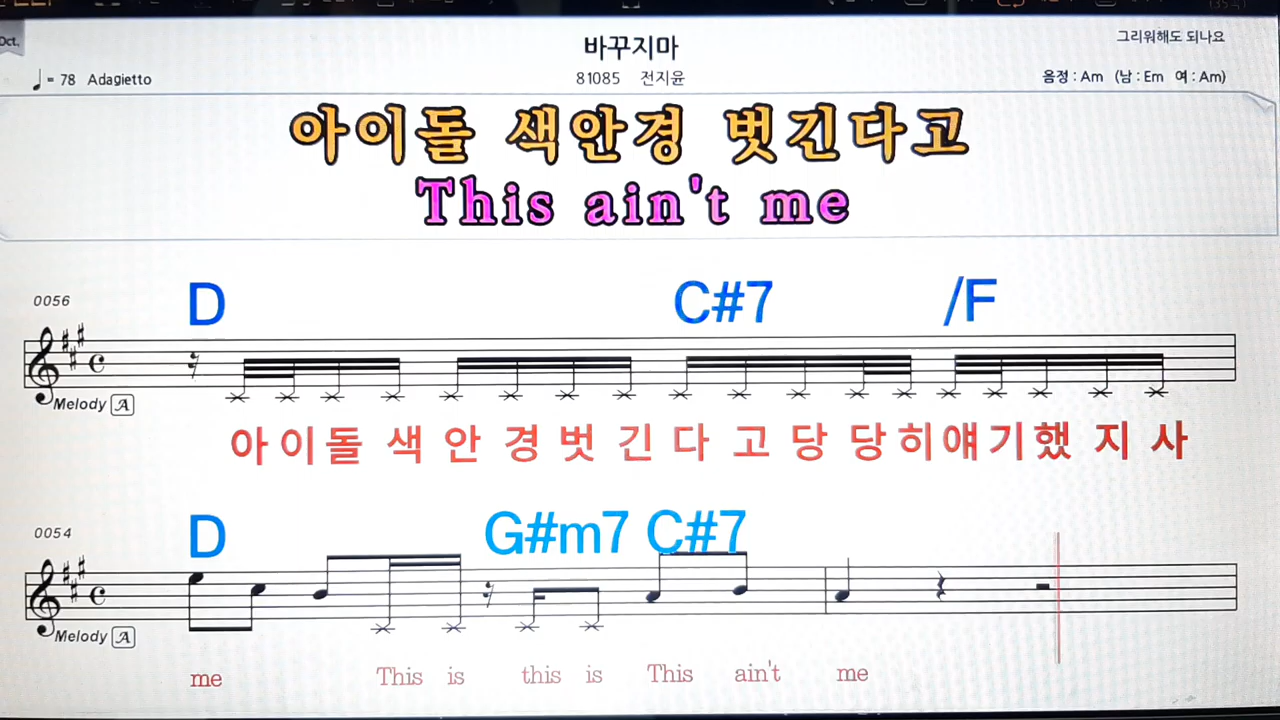 Oct.
바꾸지마
그리워해도 되나요
♩= 78 Adagietto
81085 전지윤
음정 : Am (남 : Em 여 : Am)
아이돌 색안경 벗긴다고
This ain't me
0056
D C#7 /F
Melody A
아이돌 색 안 경 벗 긴 다 고 당 당 히 얘 기 했 지 사
0054
D G#m7 C#7
Melody A
me This is this is This ain't me